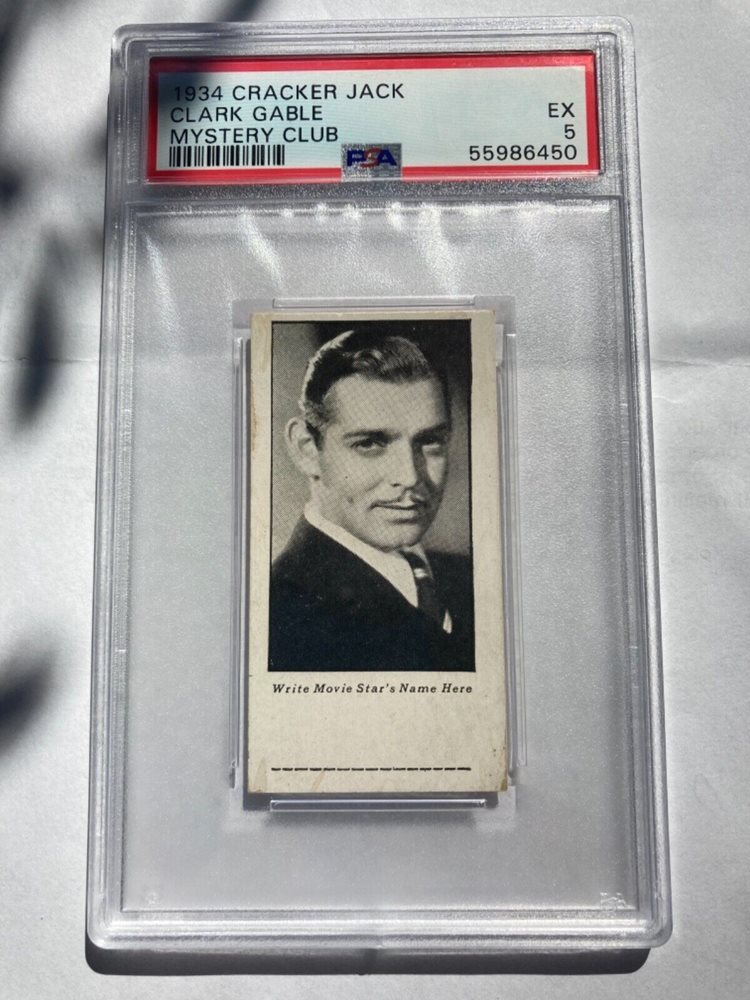 1934 CRACKER JACK
CLARK GABLE EX
MYSTERY CLUB 5
PSA 55986450
Write Movie Star's Name Here